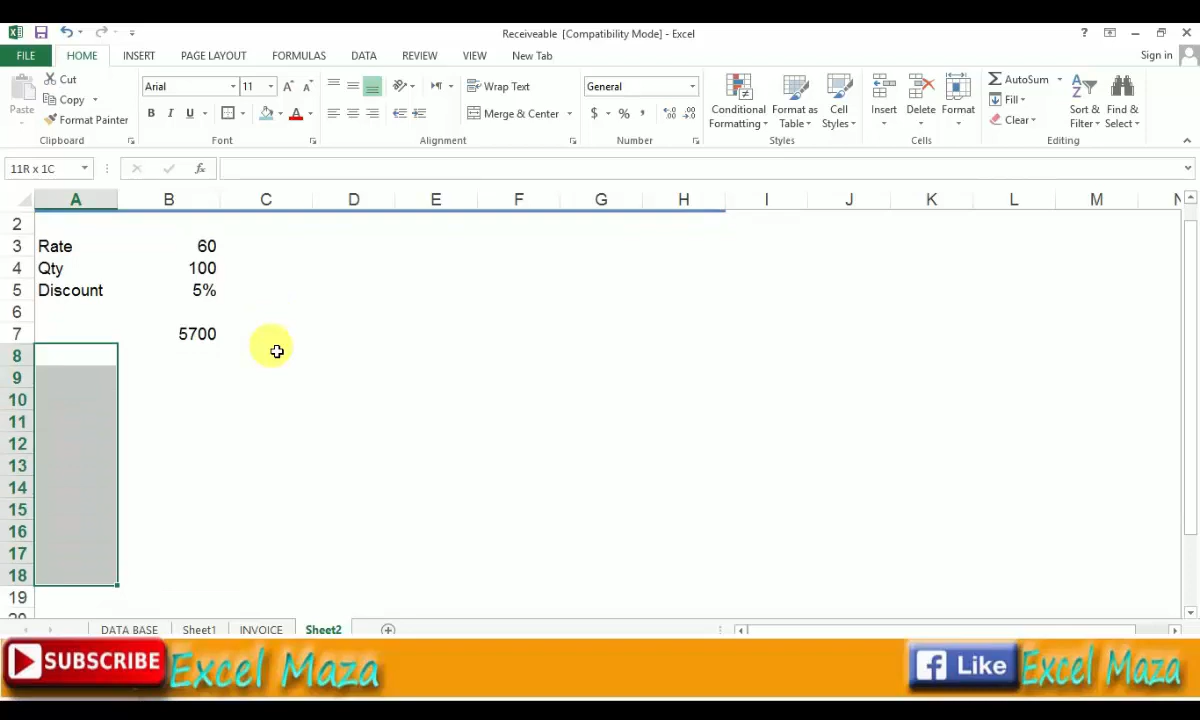 Receiveable [Compatibility Mode] - Excel
?
FILE HOME INSERT PAGE LAYOUT FORMULAS DATA REVIEW VIEW New Tab Sign in
Paste
Cut
Copy
Format Painter
Clipboard
Arial 11 A A
B I U A
Font
Wrap Text
Merge & Center
Alignment
General
$ % ,
Number
Conditional Formatting
Format as Table
Cell Styles
Styles
Insert Delete Format
Cells
AutoSum
Fill
Clear
Sort & Filter
Find & Select
Editing
11R x 1C fx
A B C D E F G H I J K L M N
2
3 Rate 60
4 Qty 100
5 Discount 5%
6
7 5700
8
9
10
11
12
13
14
15
16
17
18
19
20
DATA BASE Sheet1 INVOICE Sheet2
SUBSCRIBE Excel Maza f Like Excel Maza